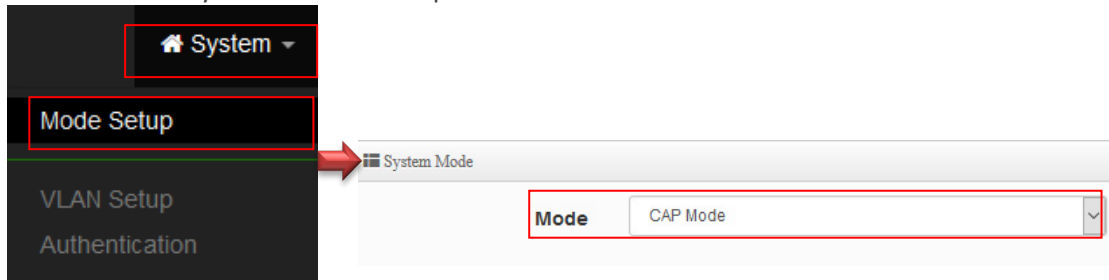 System
Mode Setup
System Mode
Mode CAP Mode
VLAN Setup
Authentication